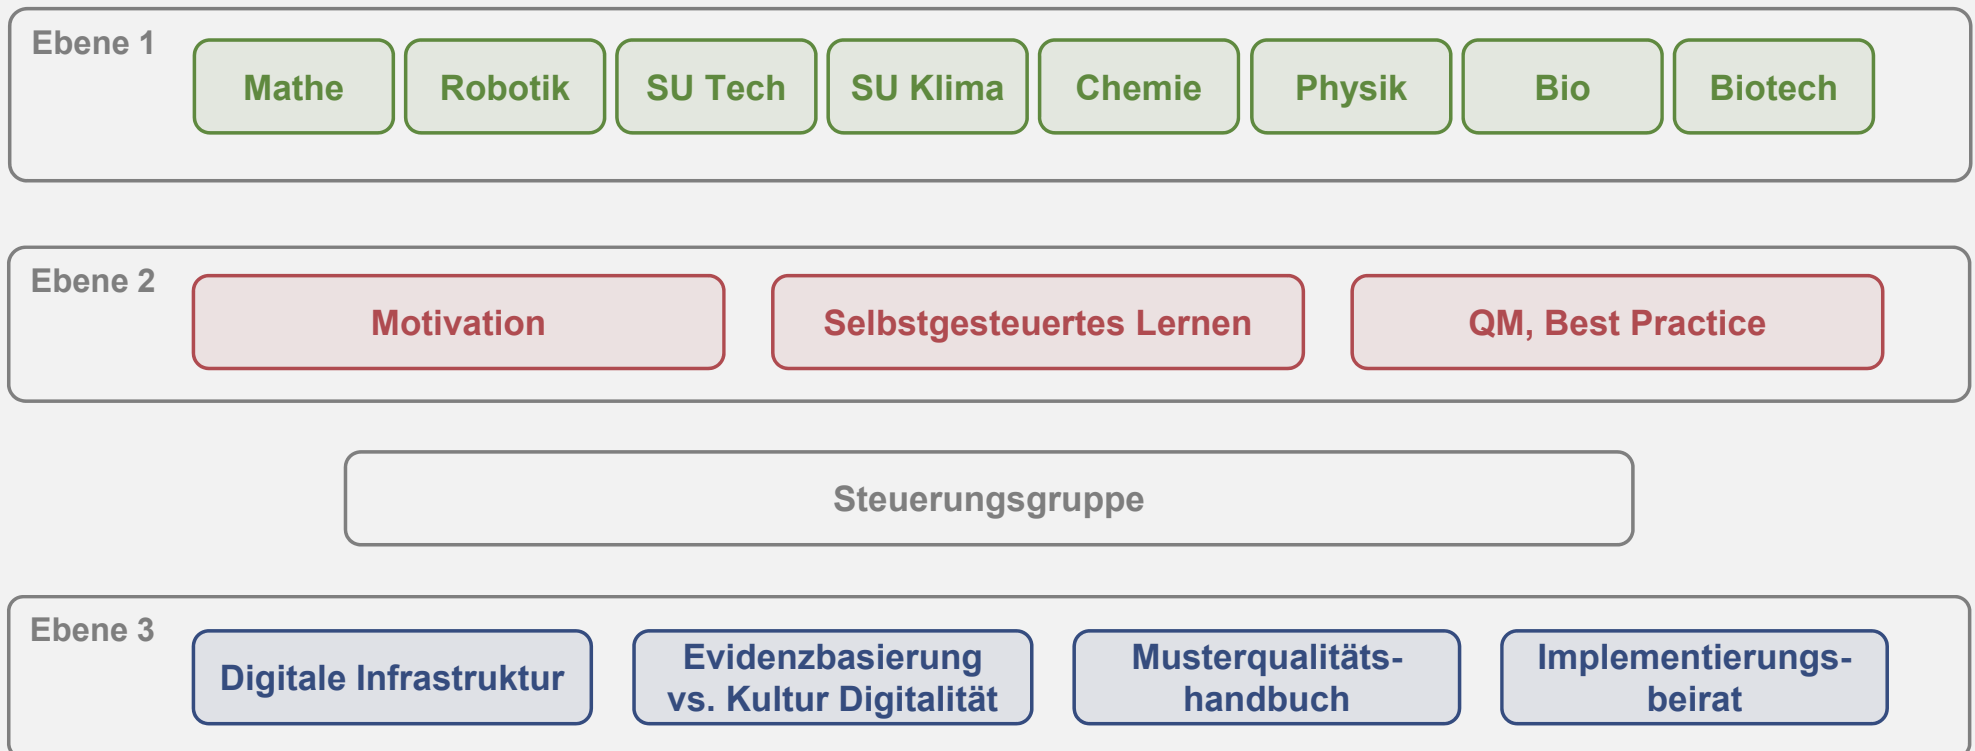 Ebene 1
Mathe
Robotik
SU Tech
SU Klima
Chemie
Physik
Bio
Biotech
Ebene 2
Motivation
Selbstgesteuertes Lernen
QM, Best Practice
Steuerungsgruppe
Ebene 3
Digitale Infrastruktur
Evidenzbasierung
vs. Kultur Digitalität
Musterqualitäts-
handbuch
Implementierungs-
beirat